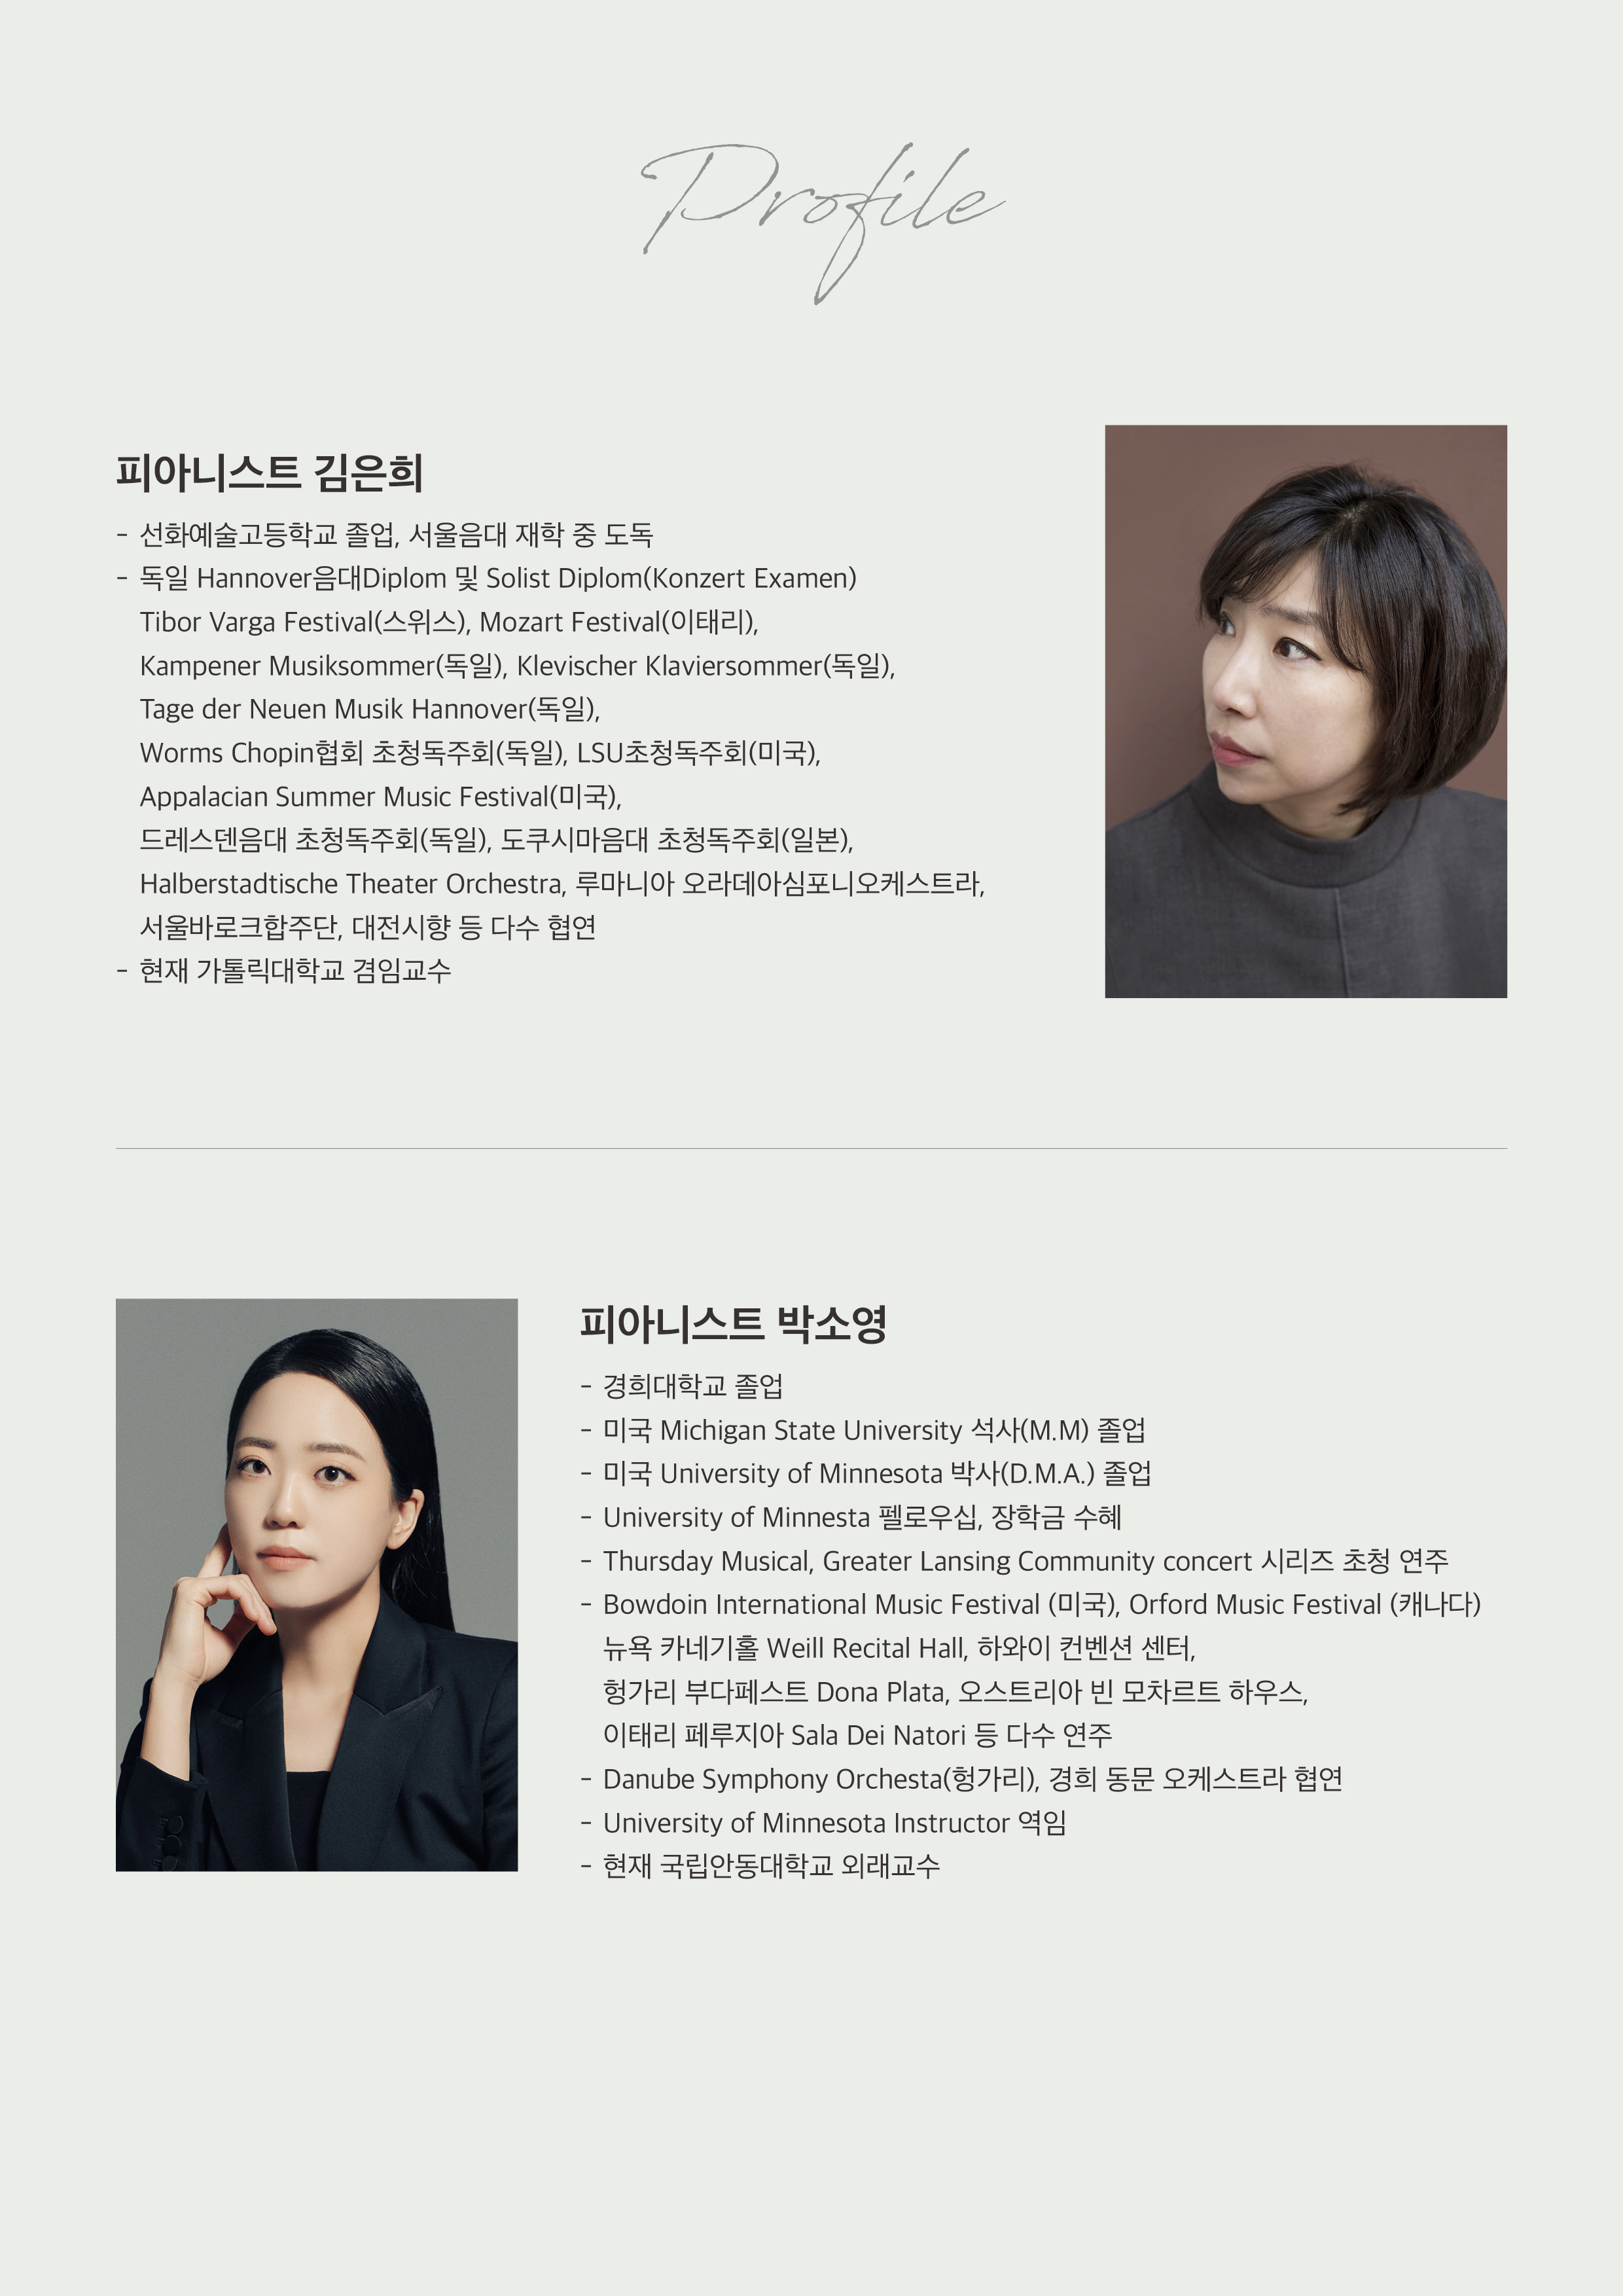 Profile
피아니스트 김은희
- 선화예술고등학교 졸업, 서울음대 재학 중 도독
- 독일 Hannover음대Diplom 및 Solist Diplom(Konzert Examen)
Tibor Varga Festival(스위스), Mozart Festival(이태리),
Kampener Musiksommer(독일), Klevischer Klaviersommer(독일),
Tage der Neuen Musik Hannover(독일),
Worms Chopin협회 초청독주회(독일), LSU초청독주회(미국),
Appalacian Summer Music Festival(미국),
드레스덴음대 초청독주회(독일), 도쿠시마음대 초청독주회(일본),
Halberstadtische Theater Orchestra, 루마니아 오라데아심포니오케스트라,
서울바로크합주단, 대전시향 등 다수 협연
- 현재 가톨릭대학교 겸임교수
피아니스트 박소영
- 경희대학교 졸업
- 미국 Michigan State University 석사(M.M) 졸업
- 미국 University of Minnesota 박사(D.M.A.) 졸업
- University of Minnesta 펠로우십, 장학금 수혜
- Thursday Musical, Greater Lansing Community concert 시리즈 초청 연주
- Bowdoin International Music Festival (미국), Orford Music Festival (캐나다)
뉴욕 카네기홀 Weill Recital Hall, 하와이 컨벤션 센터,
헝가리 부다페스트 Dona Plata, 오스트리아 빈 모차르트 하우스,
이태리 페루지아 Sala Dei Natori 등 다수 연주
- Danube Symphony Orchesta(헝가리), 경희 동문 오케스트라 협연
- University of Minnesota Instructor 역임
- 현재 국립안동대학교 외래교수